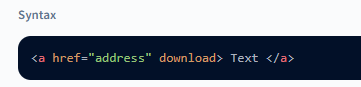 Syntax
<a href="address" download> Text </a>